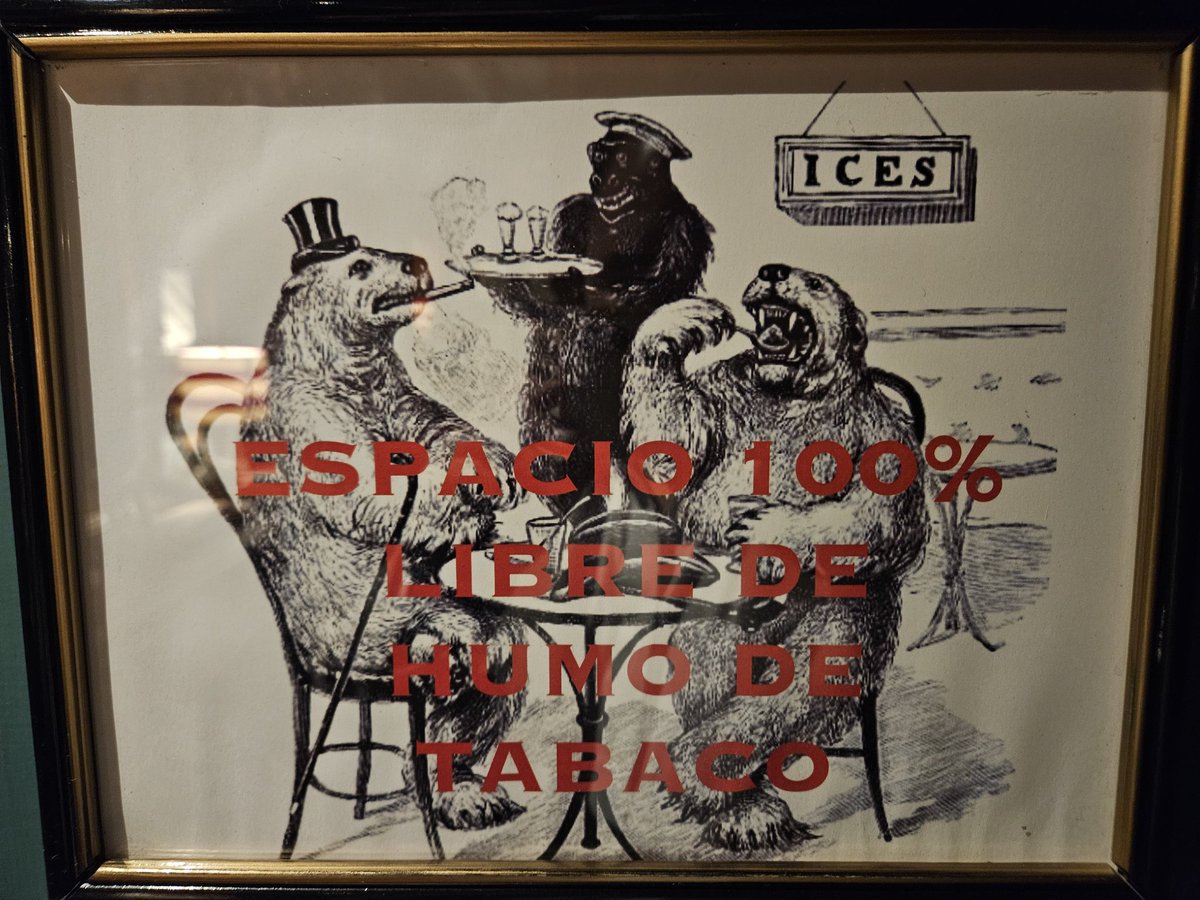 ICES
ESPACIO 100%
LIBRE DE
HUMO DE
TABACO